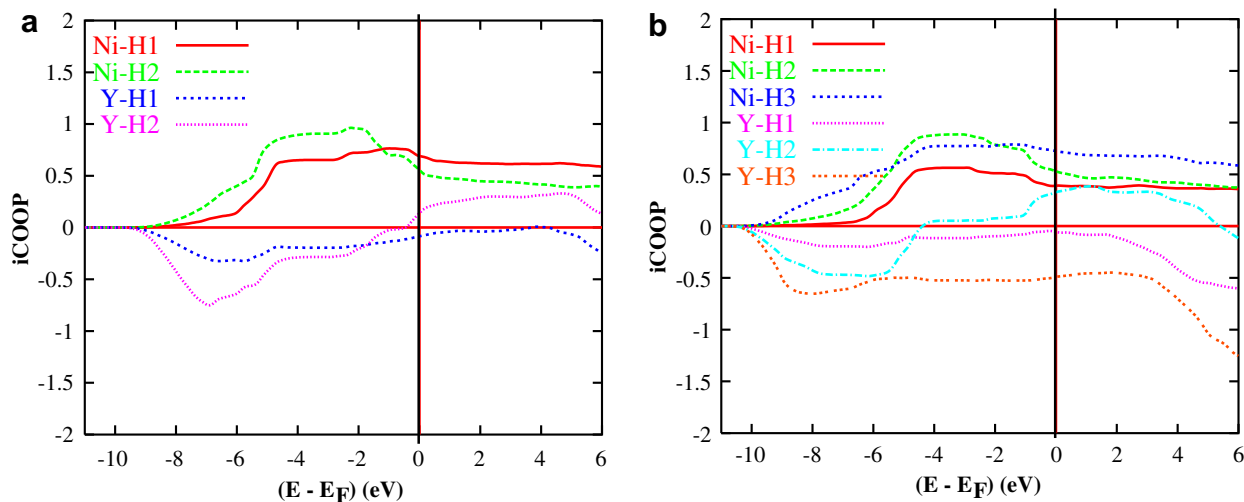 a
2
1.5
1
0.5
0
-0.5
-1
-1.5
-2
iCOOP
Ni-H1
Ni-H2
Y-H1
Y-H2
-10 -8 -6 -4 -2 0 2 4 6
(E - EF) (eV)
b
2
1.5
1
0.5
0
-0.5
-1
-1.5
-2
iCOOP
Ni-H1
Ni-H2
Ni-H3
Y-H1
Y-H2
Y-H3
-10 -8 -6 -4 -2 0 2 4 6
(E - EF) (eV)